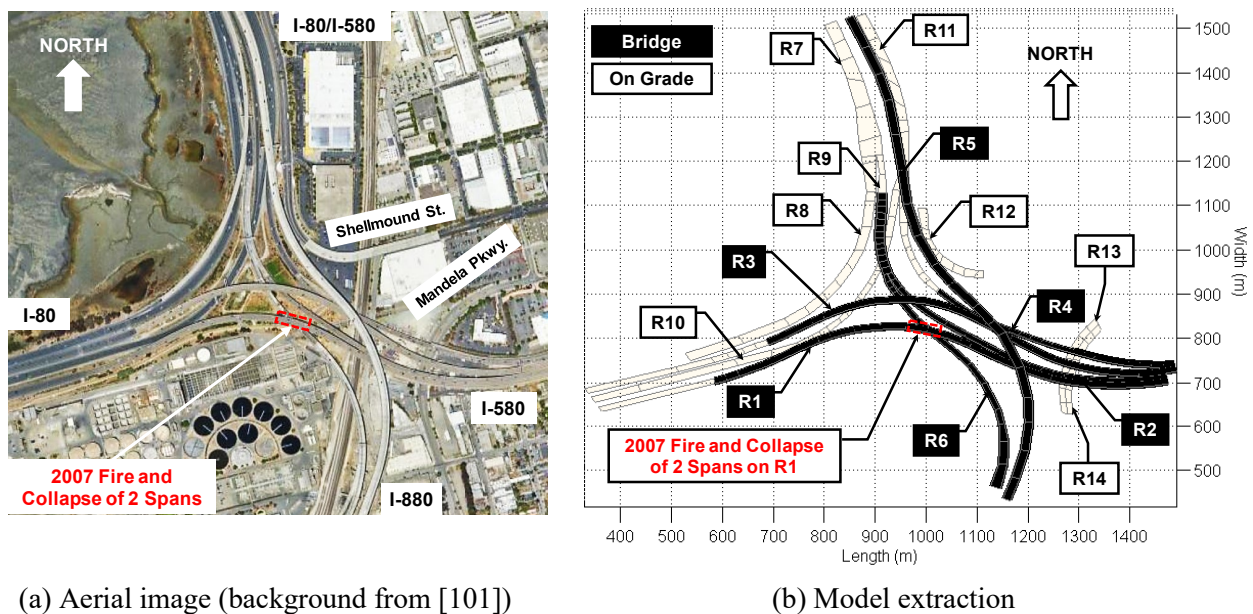 NORTH
I-80/I-580
Shellmound St.
Mandela Pkwy.
I-80
I-580
2007 Fire and
Collapse of 2 Spans
I-880
(a) Aerial image (background from [101])
Bridge
On Grade
R7
R11
NORTH
R5
R9
R8
R12
R3
R13
R4
R10
R1
R2
2007 Fire and Collapse
of 2 Spans on R1
R6
R14
1500
1400
1300
1200
1100
1000
900
800
700
600
500
Width (m)
400
500
600
700
800
900
1000
1100
1200
1300
1400
Length (m)
(b) Model extraction